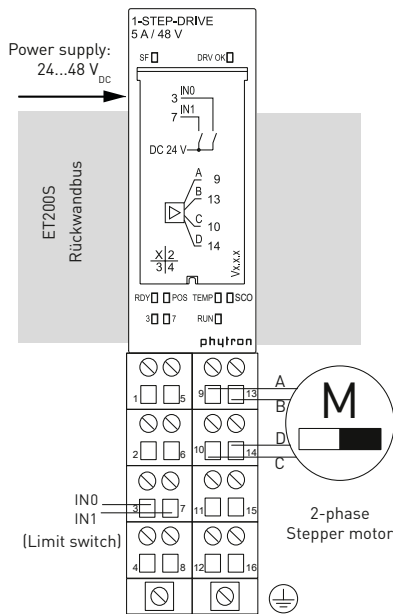 1-STEP-DRIVE
5 A / 48 V
Power supply:
24...48 V DC
SF
DRV OK
IN0
3
IN1
7
DC 24 V
A
9
B
13
C
10
D
14
X 2
3 4
Vx.x.x
ET200S
Rückwandbus
RDY
POS
TEMP
SCO
3
7
RUN
phytron
1
5
9
13
A
B
M
2
6
10
14
D
C
IN0
IN1
3
7
11
15
(Limit switch)
2-phase
Stepper motor
4
8
12
16